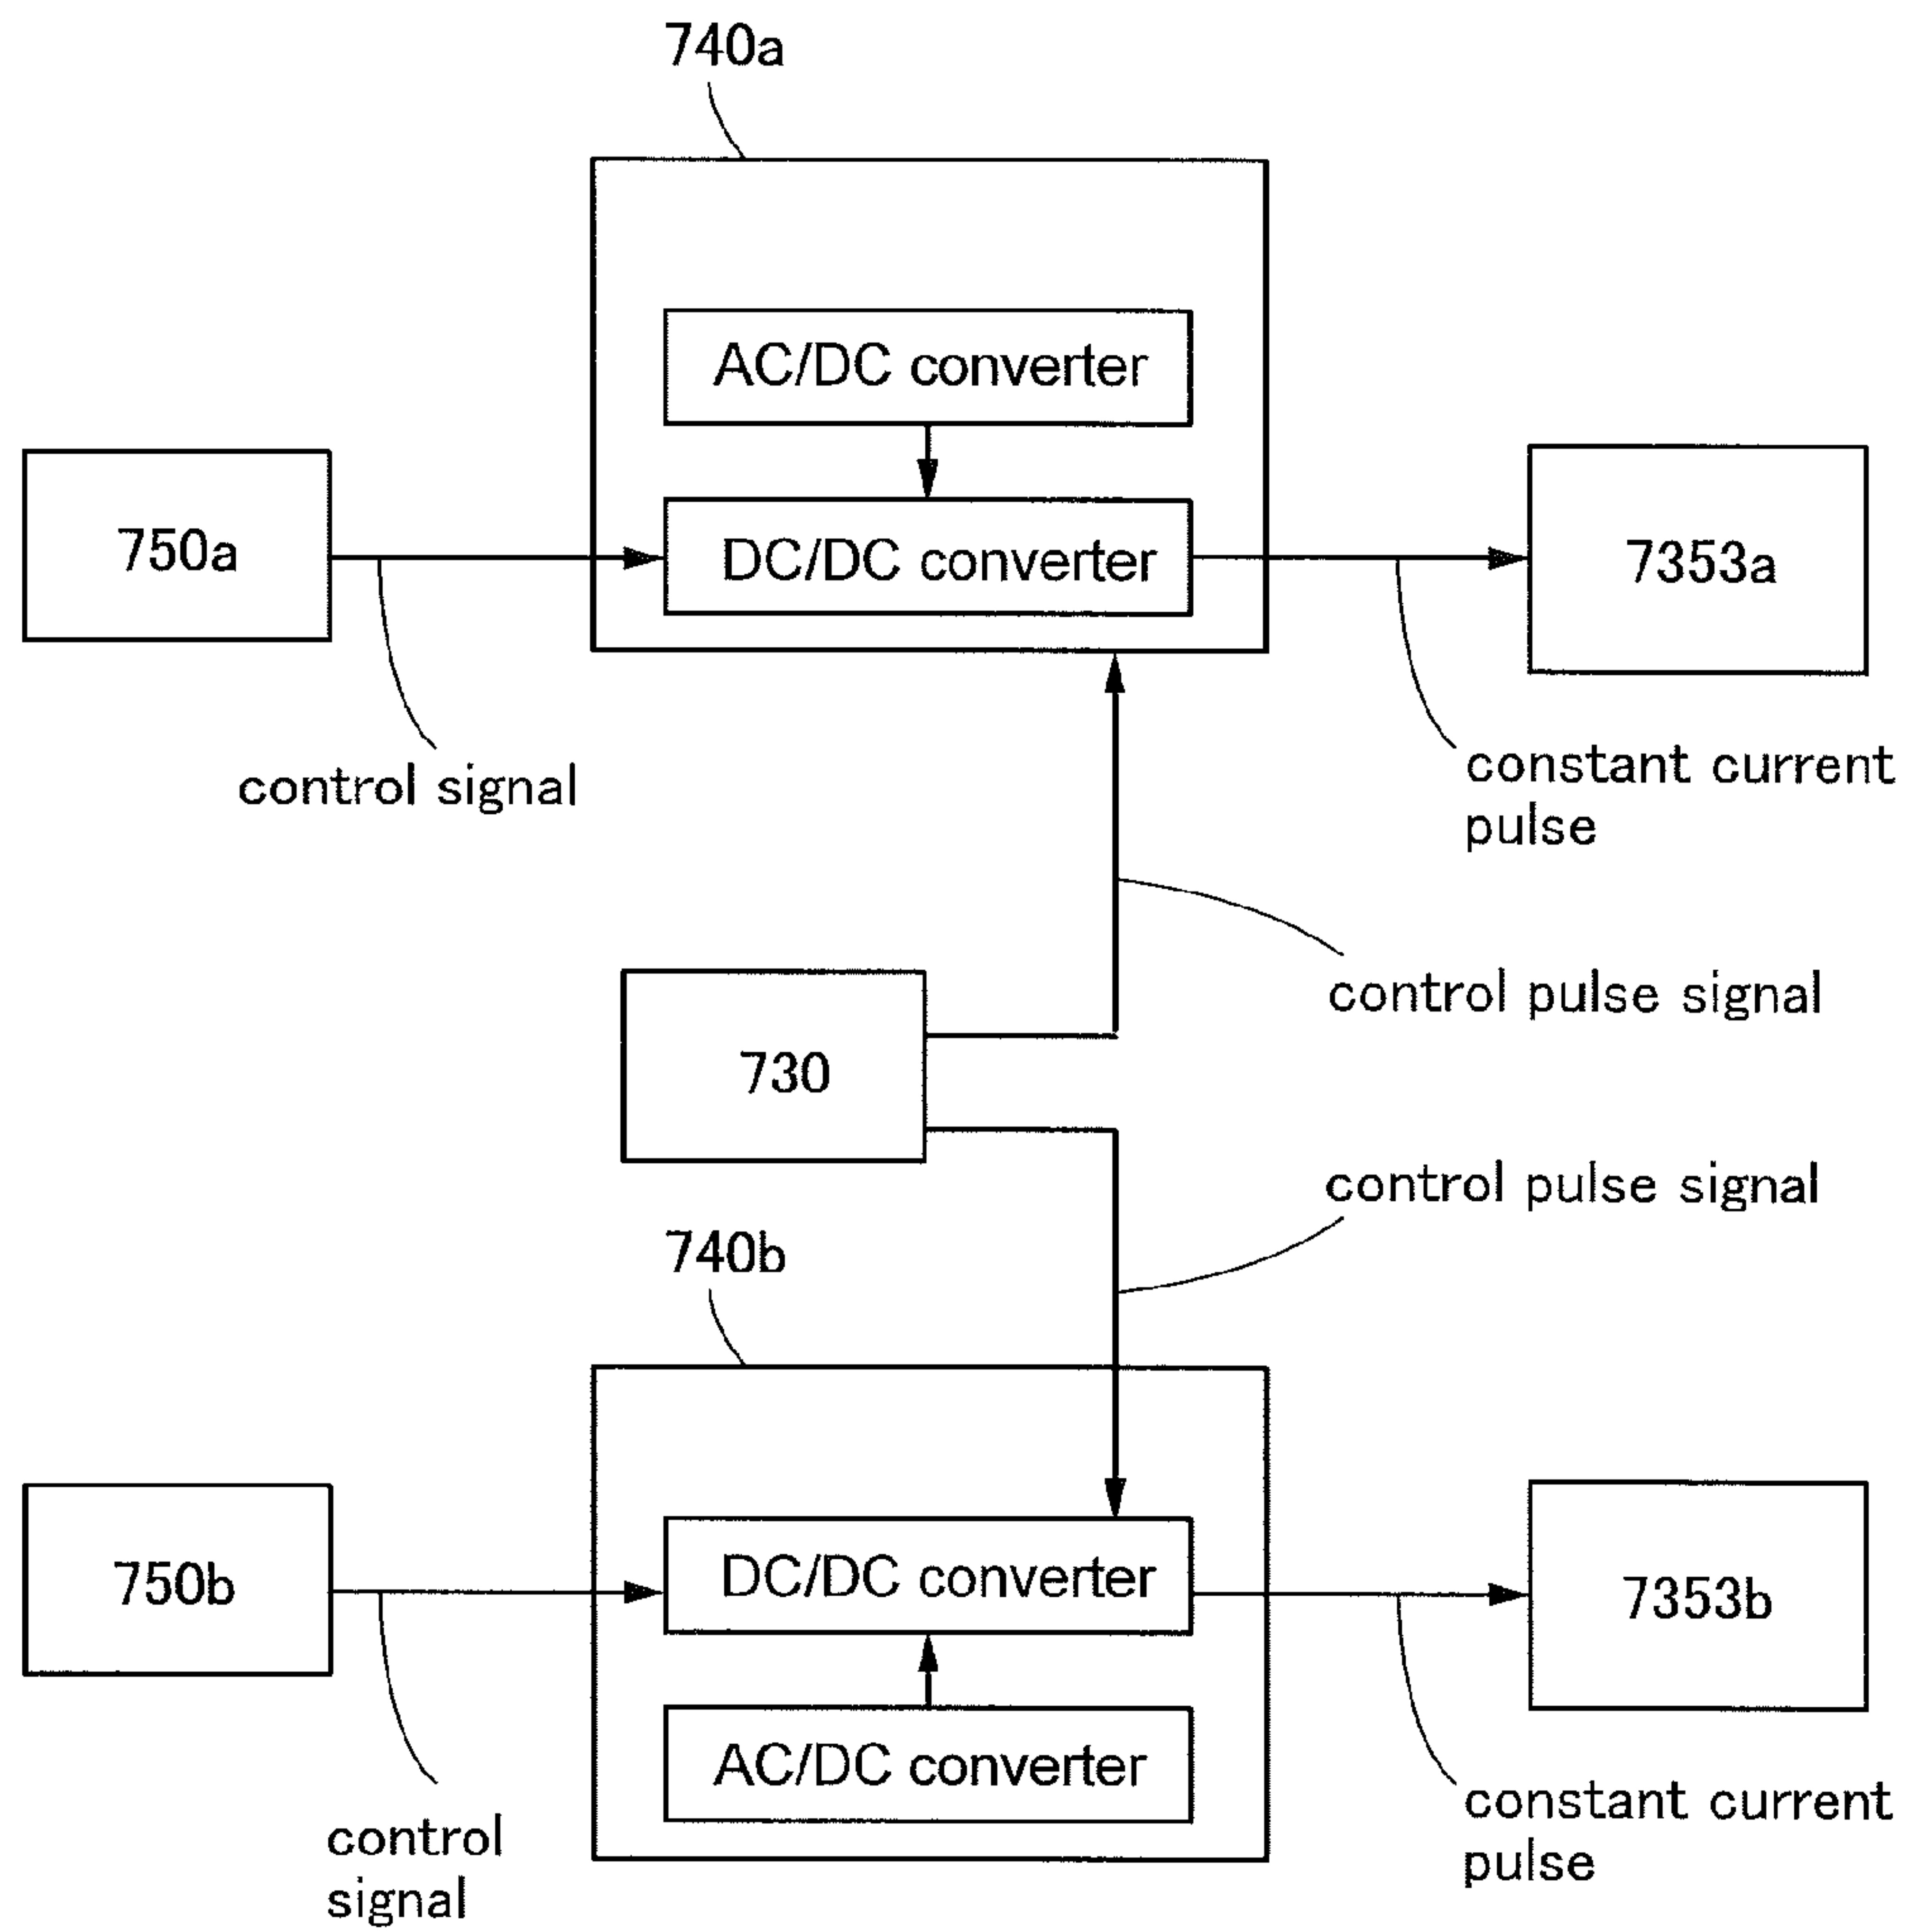 740a
AC/DC converter
750a
DC/DC converter
7353a
control signal
constant current
pulse
control pulse signal
730
control pulse signal
740b
750b
DC/DC converter
7353b
AC/DC converter
control
signal
constant current
pulse